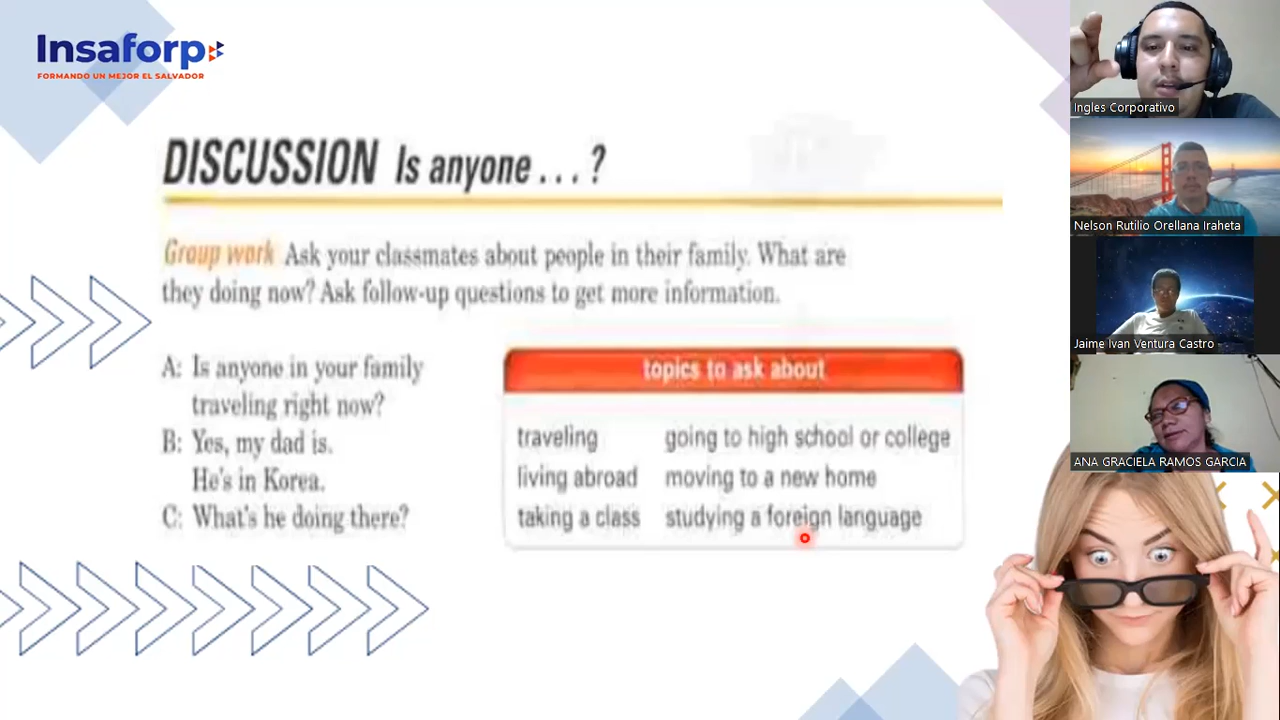 Insaforp
FORMANDO UN MEJOR EL SALVADOR
DISCUSSION Is anyone . . . ?
Group work Ask your classmates about people in their family. What are
they doing now? Ask follow-up questions to get more information.
A: Is anyone in your family
traveling right now?
B: Yes, my dad is.
He's in Korea.
C: What's he doing there?
topics to ask about
traveling going to high school or college
living abroad moving to a new home
taking a class studying a foreign language
Ingles Corporativo
Nelson Rutilio Orellana Iraheta
Jaime Ivan Ventura Castro
ANA GRACIELA RAMOS GARCIA